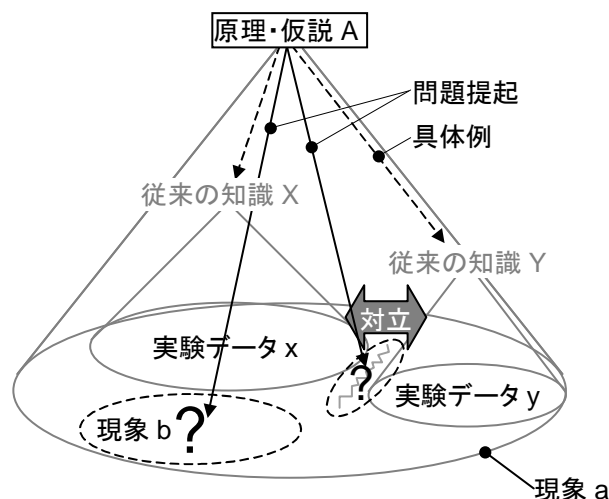 原理・仮説 A
問題提起
具体例
従来の知識 X
従来の知識 Y
対立
実験データ x
?
実験データ y
現象 b ?
現象 a